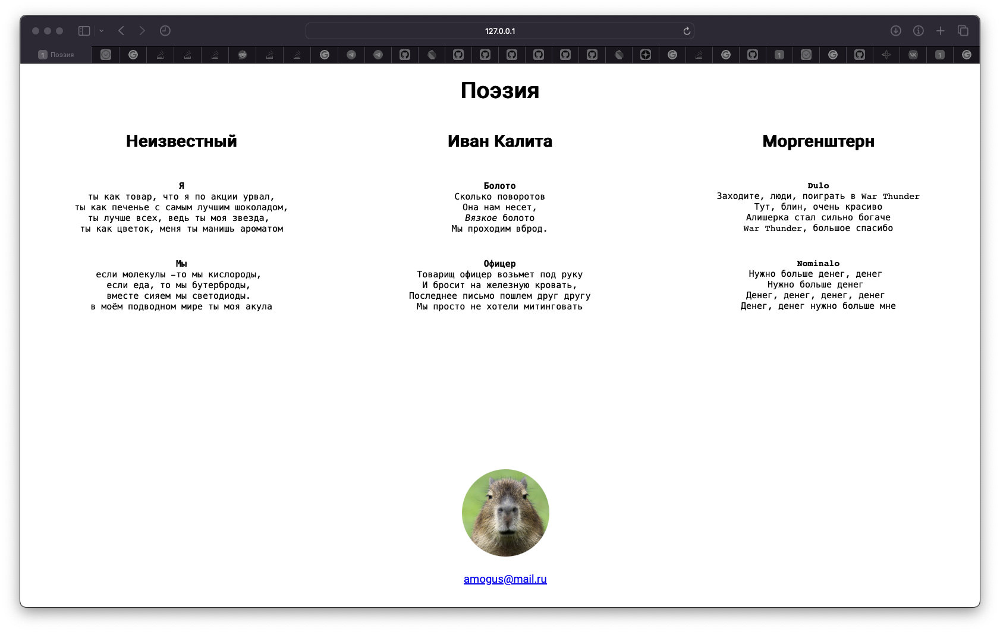 127.0.0.1
1 Поэзия
1
1
Поэзия
Неизвестный
Я
ты как товар, что я по акции урвал,
ты как печенье с самым лучшим шоколадом,
ты лучше всех, ведь ты моя звезда,
ты как цветок, меня ты манишь ароматом
Мы
если молекулы –то мы кислороды,
если еда, то мы бутерброды,
вместе сияем мы светодиоды.
в моём подводном мире ты моя акула
Иван Калита
Болото
Сколько поворотов
Она нам несет,
Вязкое болото
Мы проходим вброд.
Офицер
Товарищ офицер возьмет под руку
И бросит на железную кровать,
Последнее письмо пошлем друг другу
Мы просто не хотели митинговать
Моргенштерн
Dulo
Заходите, люди, поиграть в War Thunder
Тут, блин, очень красиво
Алишерка стал сильно богаче
War Thunder, большое спасибо
Nominalo
Нужно больше денег, денег
Нужно больше денег
Денег, денег, денег, денег
Денег, денег нужно больше мне
amogus@mail.ru